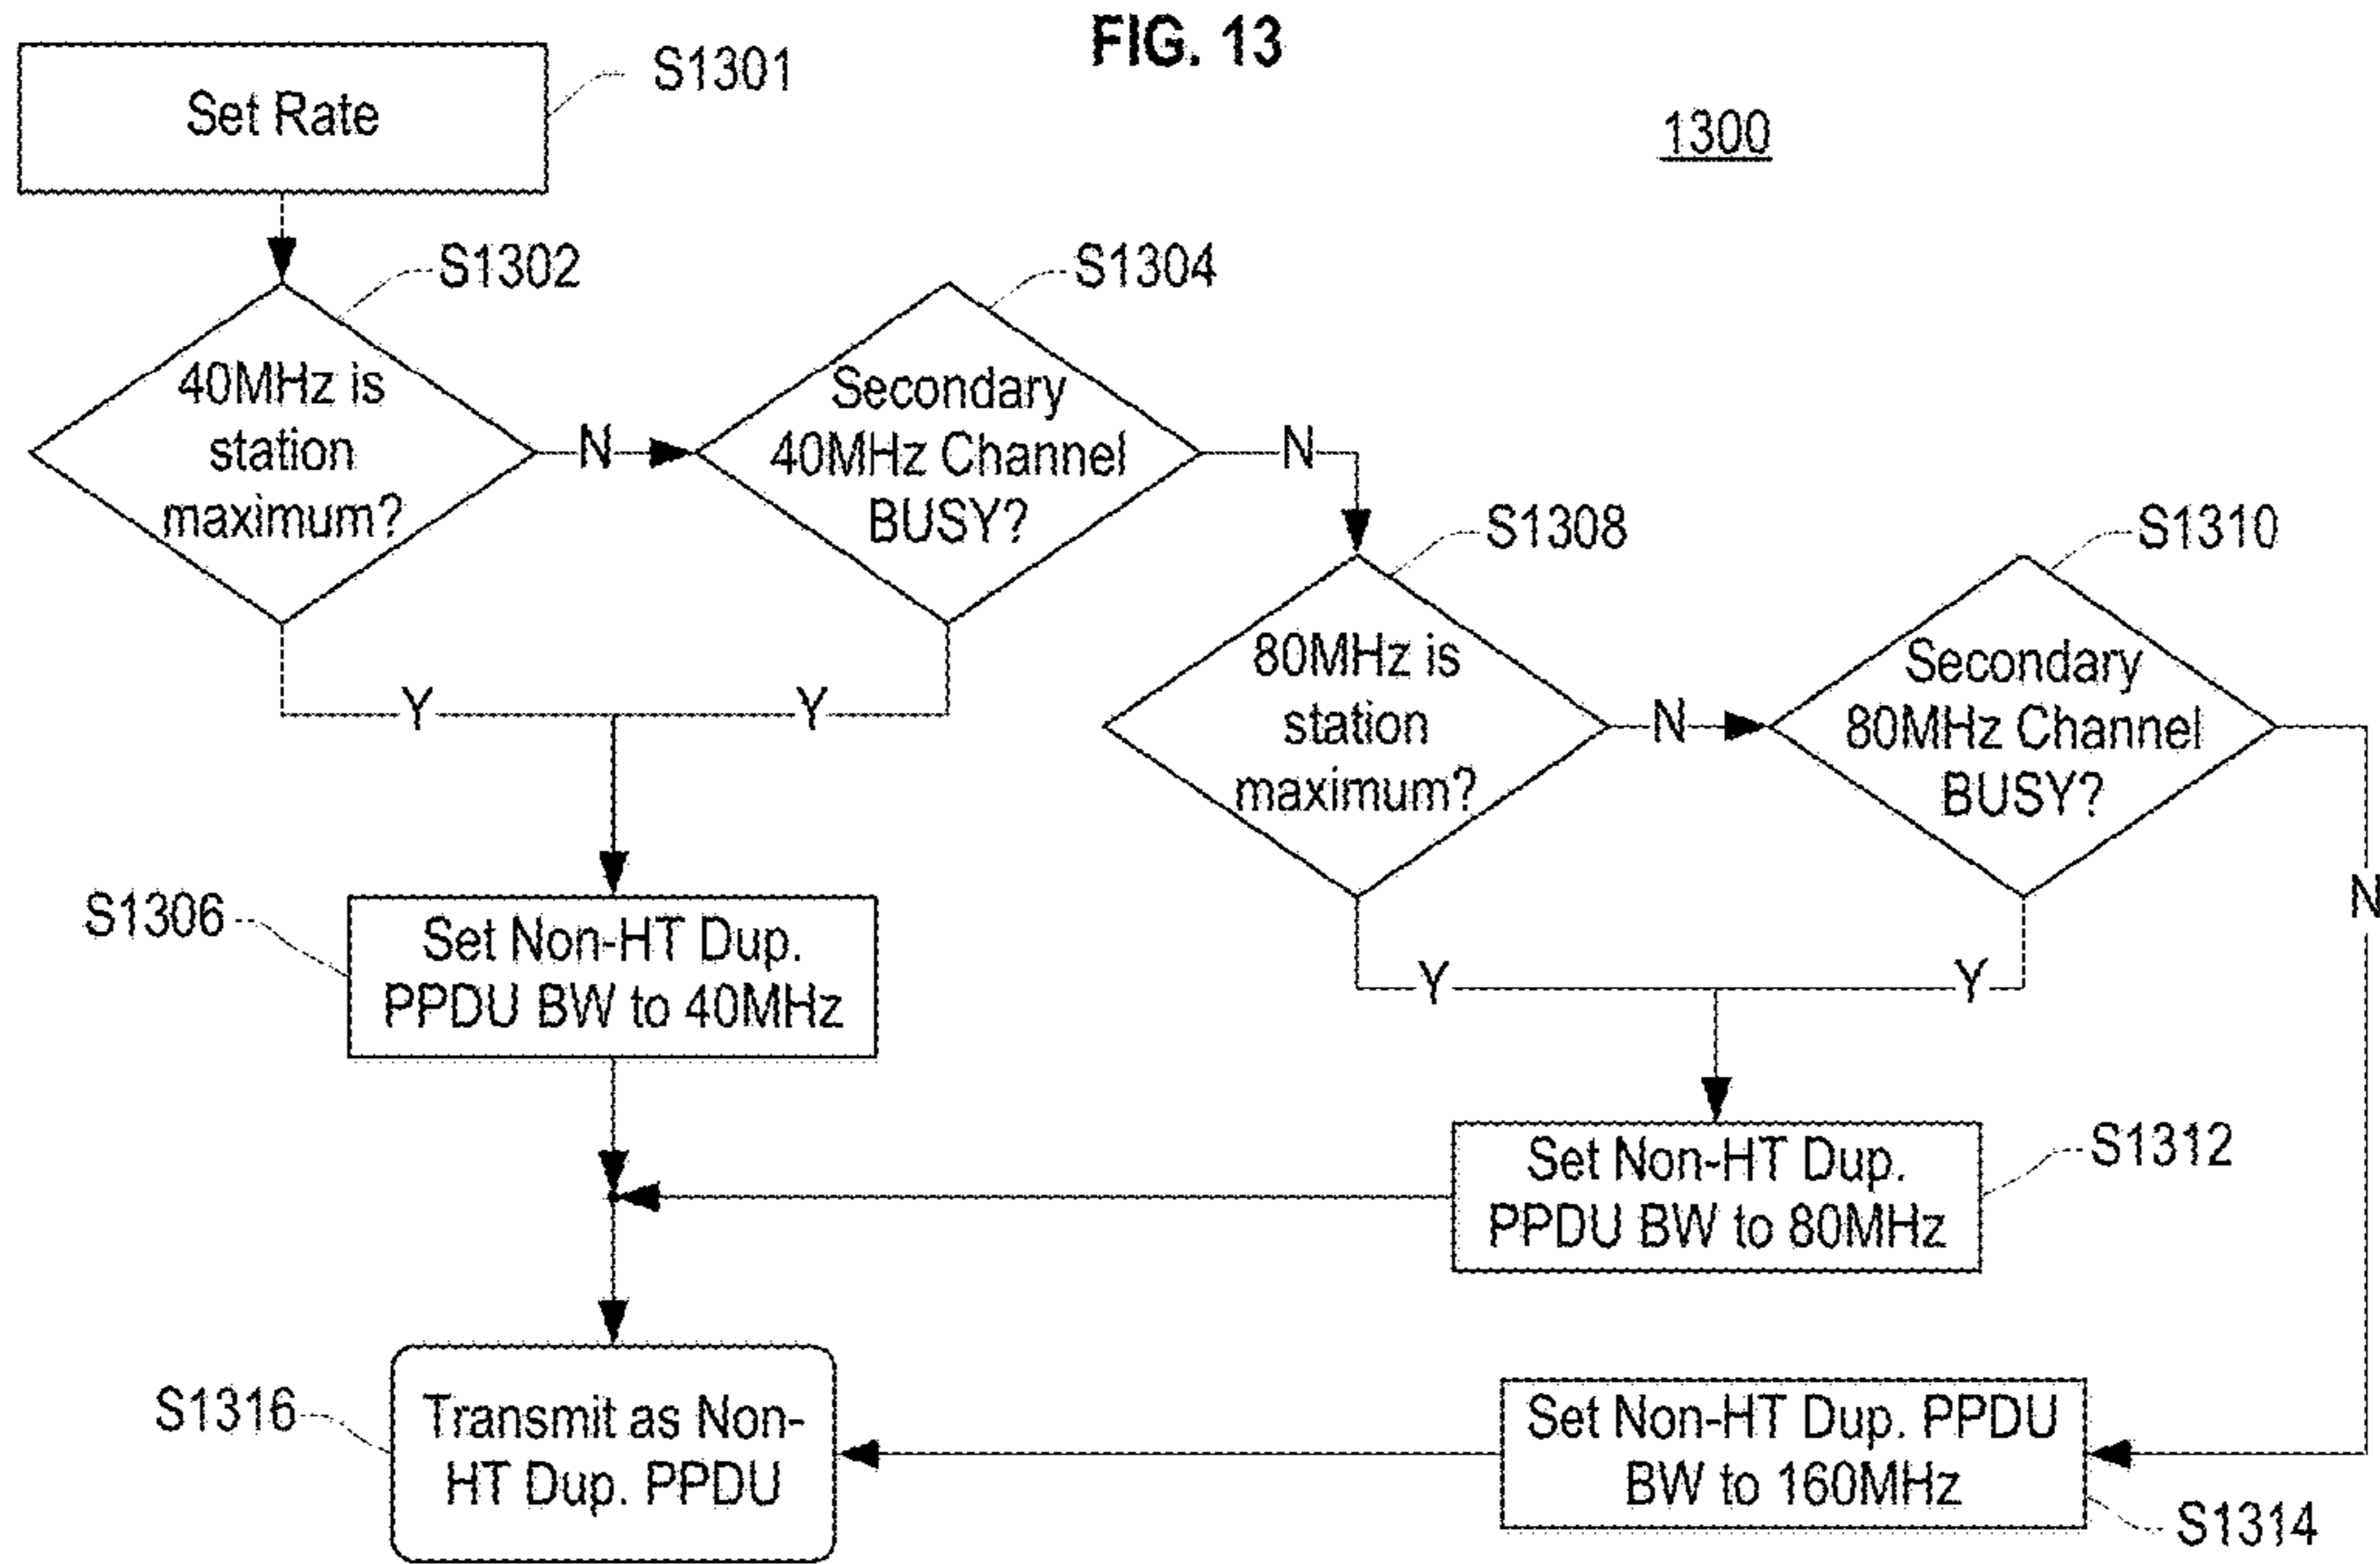 FIG. 13
1300
S1301
Set Rate
S1302
40MHz is
station
maximum?
N
S1304
Secondary
40MHz Channel
BUSY?
N
Y
Y
S1308
80MHz is
station
maximum?
N
S1310
Secondary
80MHz Channel
BUSY?
N
Y
Y
S1306
Set Non-HT Dup.
PPDU BW to 40MHz
S1312
Set Non-HT Dup.
PPDU BW to 80MHz
S1316
Transmit as Non-
HT Dup. PPDU
Set Non-HT Dup. PPDU
BW to 160MHz
S1314